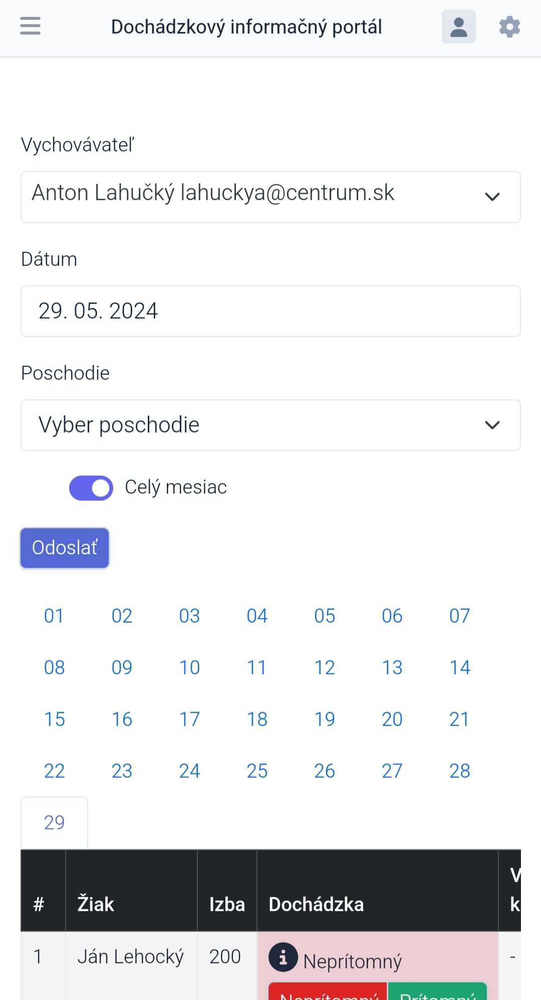 Dochádzkový informačný portál
Vychovávateľ
Anton Lahučký lahuckya@centrum.sk
Dátum
29. 05. 2024
Poschodie
Vyber poschodie
Celý mesiac
Odoslať
01 02 03 04 05 06 07
08 09 10 11 12 13 14
15 16 17 18 19 20 21
22 23 24 25 26 27 28
29
# Žiak Izba Dochádzka
1 Ján Lehocký 200 Neprítomný -
Neprítomný Prítomný